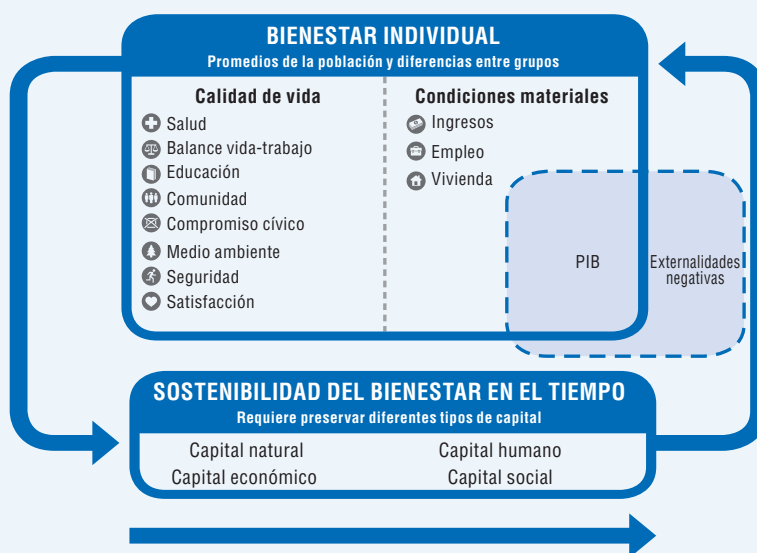 BIENESTAR INDIVIDUAL
Promedios de la población y diferencias entre grupos
Calidad de vida
Salud
Balance vida-trabajo
Educación
Comunidad
Compromiso cívico
Medio ambiente
Seguridad
Satisfacción
Condiciones materiales
Ingresos
Empleo
Vivienda
PIB
Externalidades
negativas
SOSTENIBILIDAD DEL BIENESTAR EN EL TIEMPO
Requiere preservar diferentes tipos de capital
Capital natural
Capital humano
Capital económico
Capital social